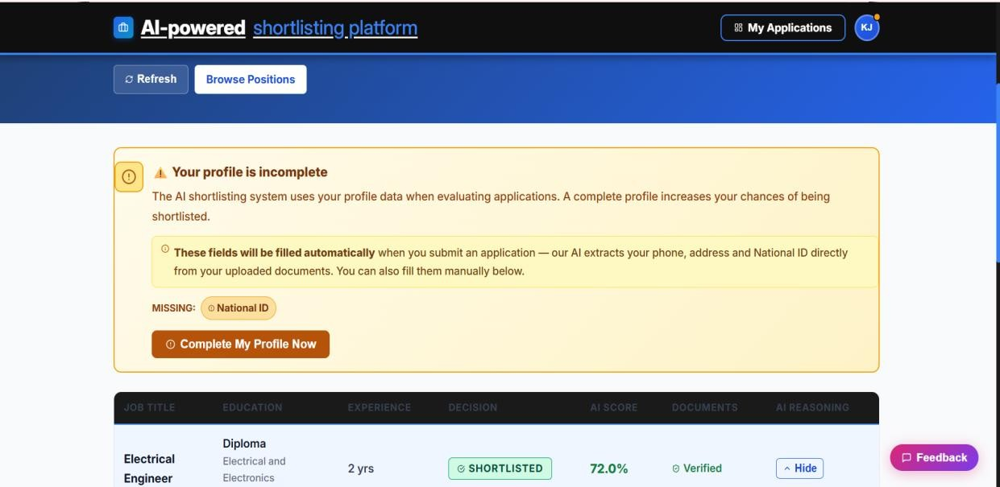 AI-powered shortlisting platform
My Applications
KJ
Refresh
Browse Positions
Your profile is incomplete
The AI shortlisting system uses your profile data when evaluating applications. A complete profile increases your chances of being
shortlisted.
These fields will be filled automatically when you submit an application — our AI extracts your phone, address and National ID directly
from your uploaded documents. You can also fill them manually below.
MISSING: National ID
Complete My Profile Now
JOB TITLE EDUCATION EXPERIENCE DECISION AI SCORE DOCUMENTS AI REASONING
Electrical
Engineer
Diploma
Electrical and
Electronics
2 yrs
SHORTLISTED
72.0%
Verified
Hide
Feedback